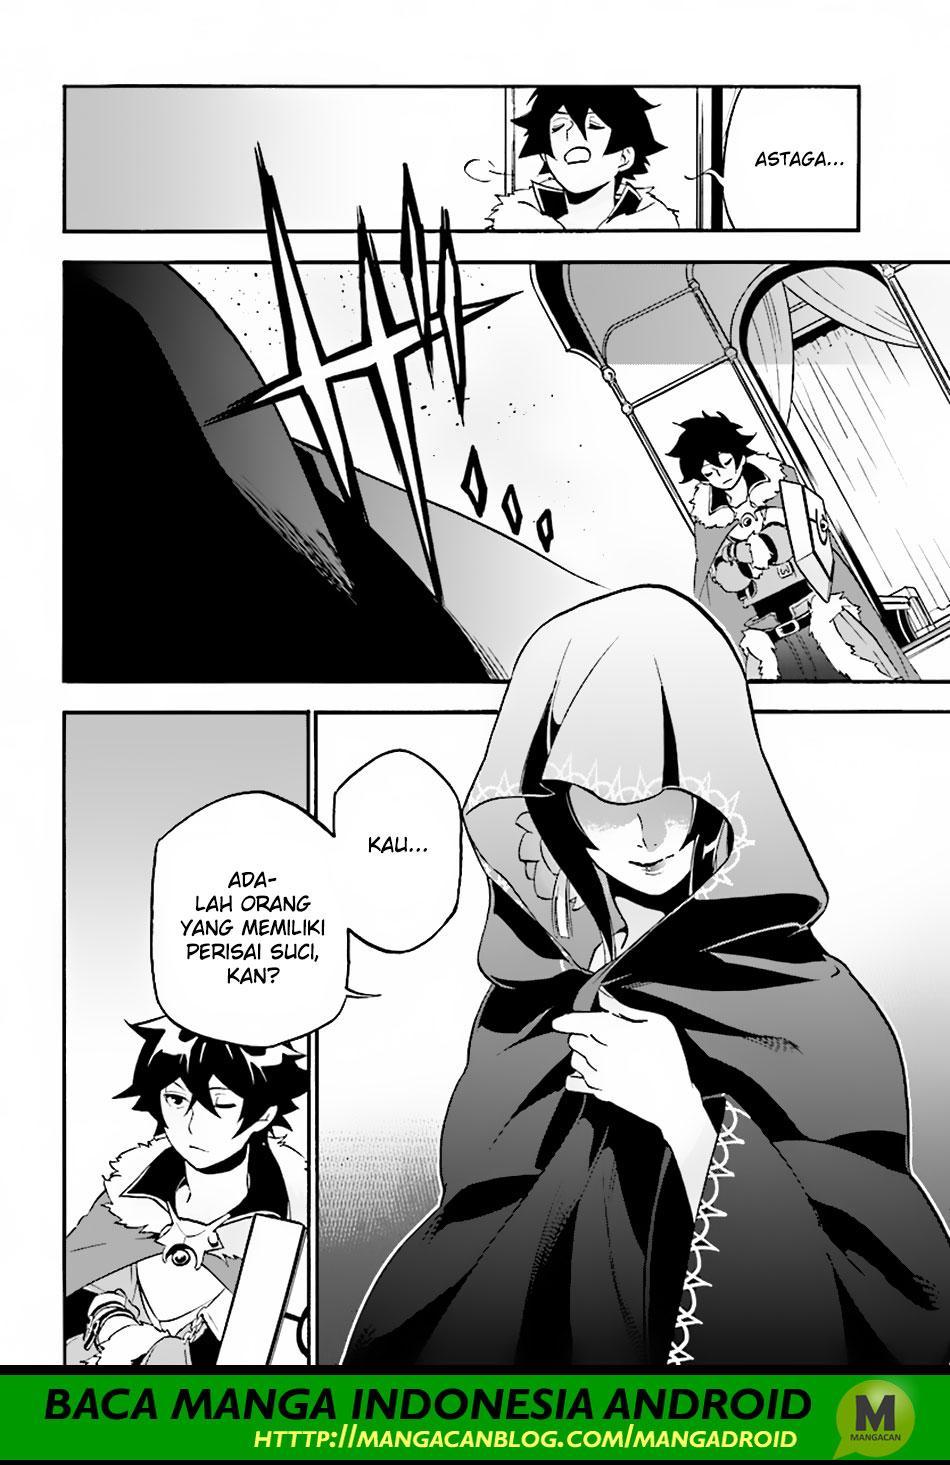 ASTAGA...
KAU...
ADA-
LAH ORANG
YANG MEMILIKI
PERISAI SUCI,
KAN?
BACA MANGA INDONESIA ANDROID
HTTTP://MANGACANBLOG.COM/MANGADROID
M
MANGACAN